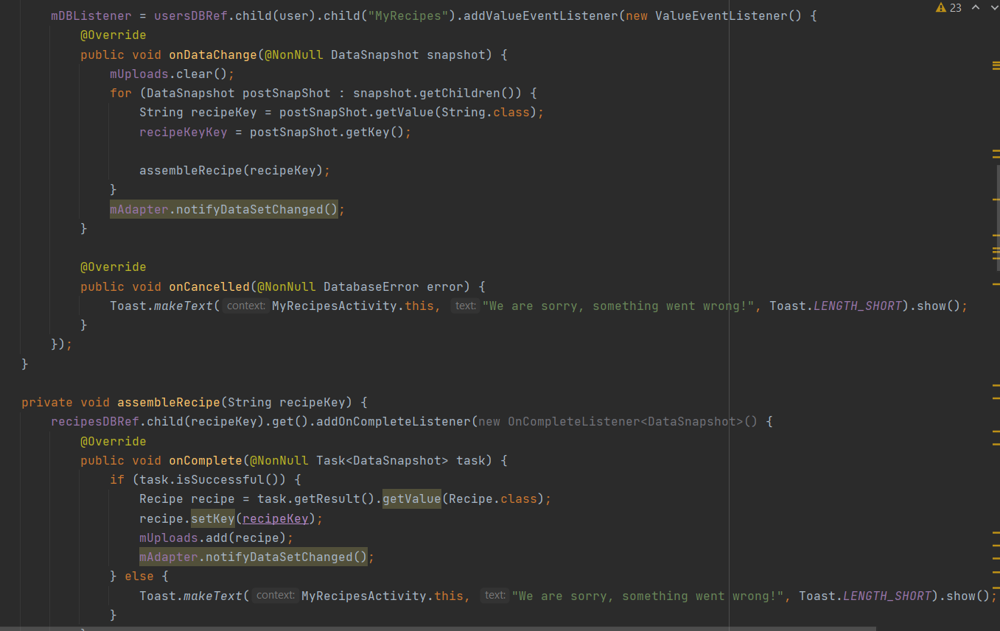 23
mDBListener = usersDBRef.child(user).child("MyRecipes").addValueEventListener(new ValueEventListener() {
@Override
public void onDataChange(@NonNull DataSnapshot snapshot) {
mUploads.clear();
for (DataSnapshot postSnapShot : snapshot.getChildren()) {
String recipeKey = postSnapShot.getValue(String.class);
recipeKeyKey = postSnapShot.getKey();
assembleRecipe(recipeKey);
}
mAdapter.notifyDataSetChanged();
}
@Override
public void onCancelled(@NonNull DatabaseError error) {
Toast.makeText( context: MyRecipesActivity.this, text: "We are sorry, something went wrong!", Toast.LENGTH_SHORT).show();
}
});
}
private void assembleRecipe(String recipeKey) {
recipesDBRef.child(recipeKey).get().addOnCompleteListener(new OnCompleteListener<DataSnapshot>() {
@Override
public void onComplete(@NonNull Task<DataSnapshot> task) {
if (task.isSuccessful()) {
Recipe recipe = task.getResult().getValue(Recipe.class);
recipe.setKey(recipeKey);
mUploads.add(recipe);
mAdapter.notifyDataSetChanged();
} else {
Toast.makeText( context: MyRecipesActivity.this, text: "We are sorry, something went wrong!", Toast.LENGTH_SHORT).show();
}